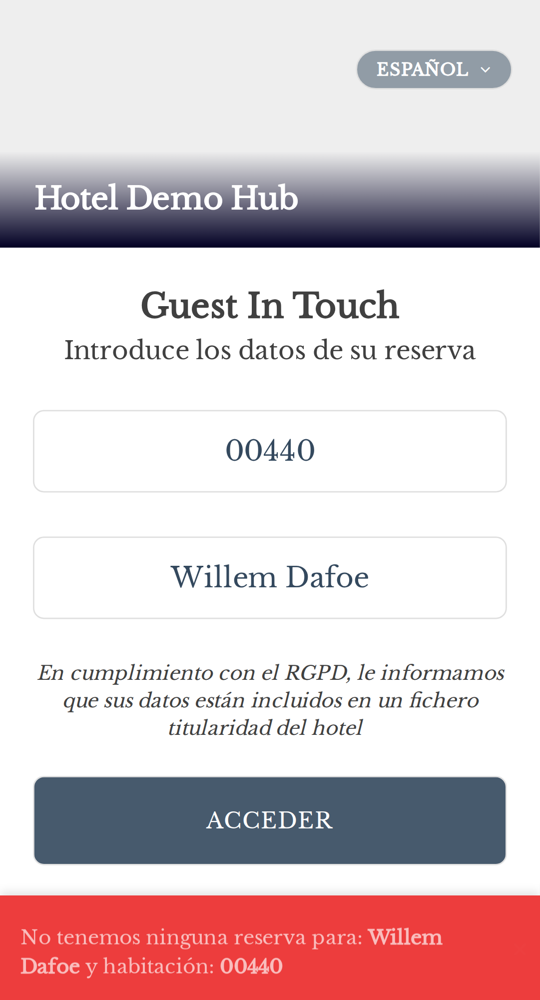 ESPAÑOL
Hotel Demo Hub
Guest In Touch
Introduce los datos de su reserva
00440
Willem Dafoe
En cumplimiento con el RGPD, le informamos
que sus datos están incluidos en un fichero
titularidad del hotel
ACCEDER
No tenemos ninguna reserva para: Willem
Dafoe y habitación: 00440